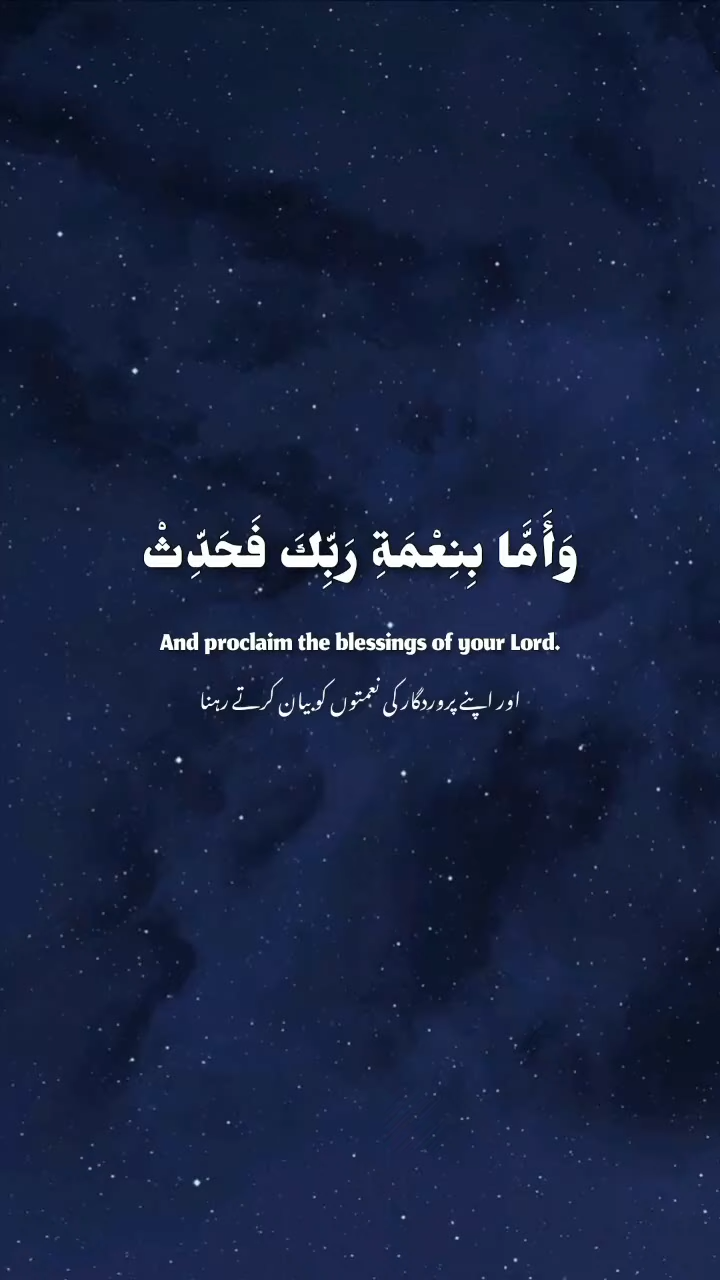 وَأَمَّا بِنِعْمَةِ رَبِّكَ فَحَدِّثْ
And proclaim the blessings of your Lord.
اور اپنے پروردگار کی نعمتوں کو بیان کرتے رہنا